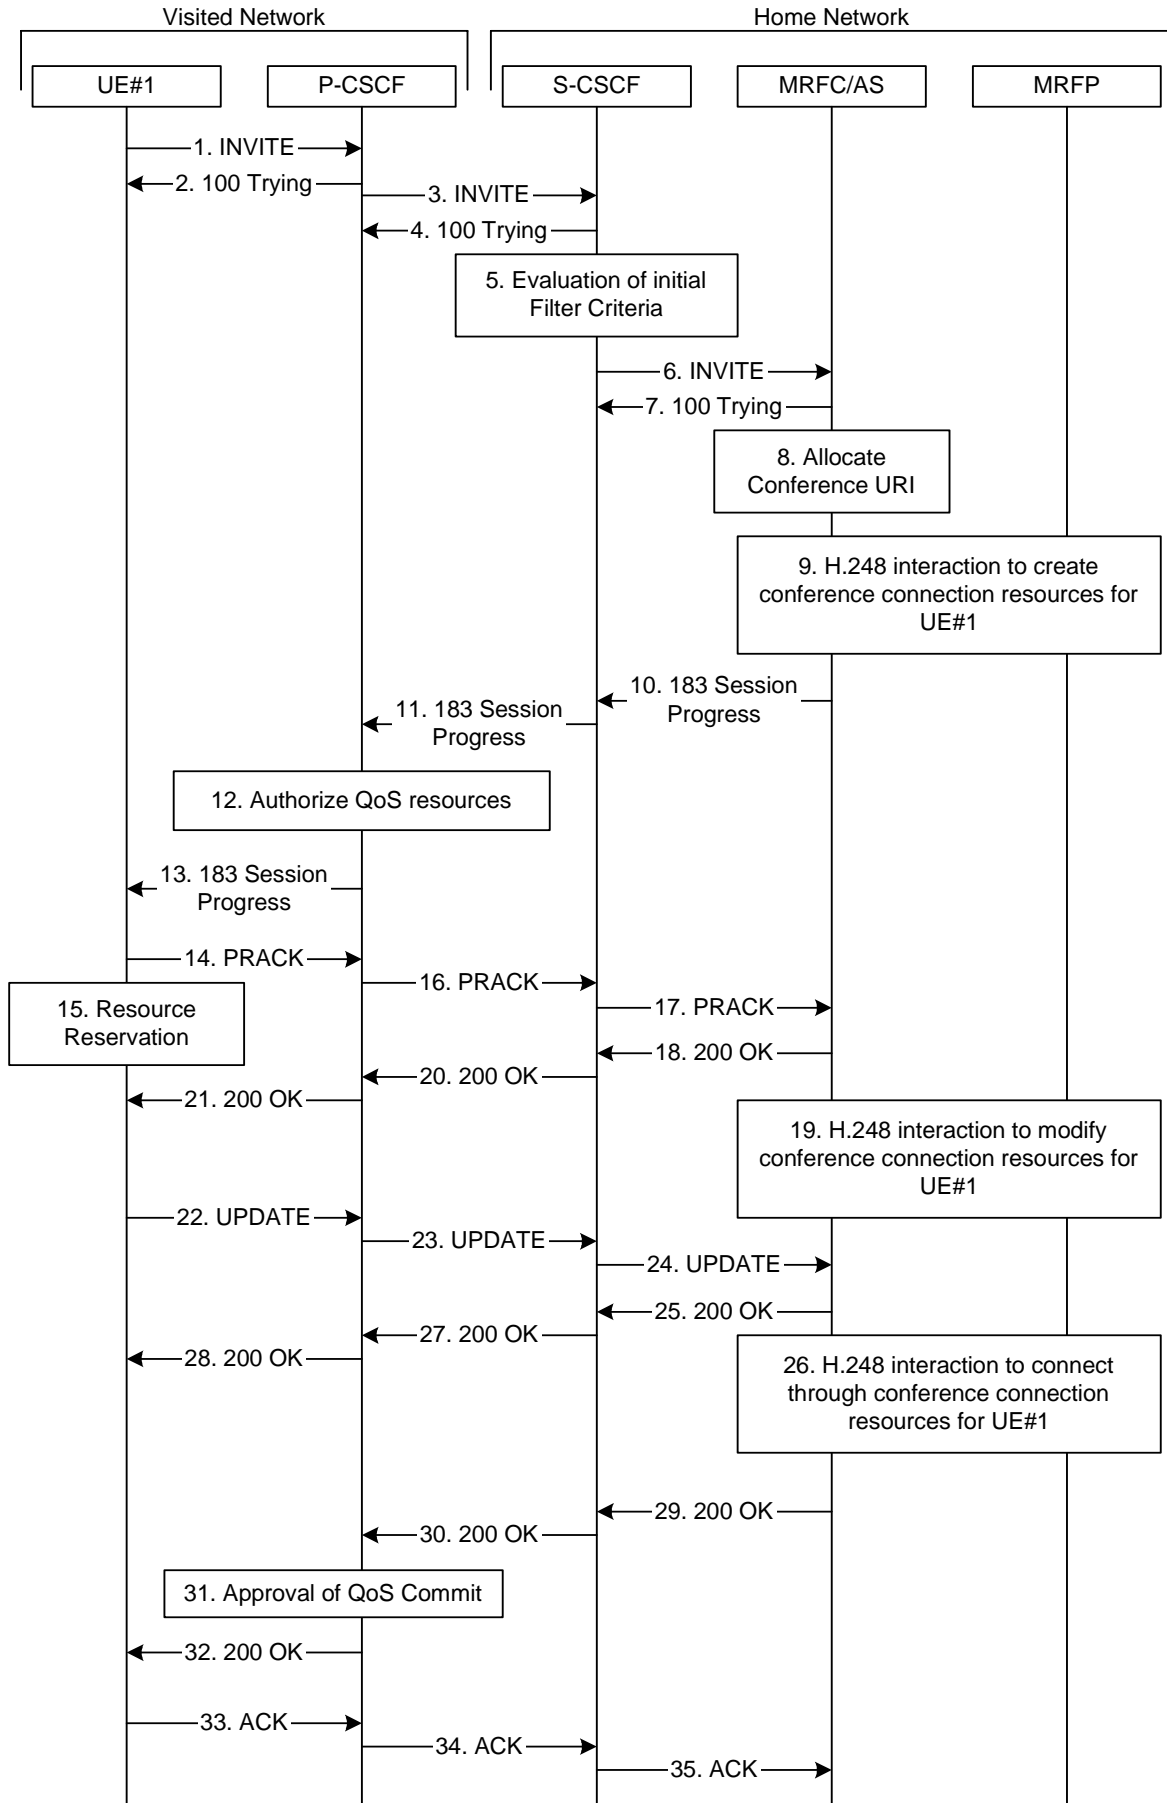 Visited Network
Home Network
UE#1
P-CSCF
S-CSCF
MRFC/AS
MRFP
1. INVITE
2. 100 Trying
3. INVITE
4. 100 Trying
5. Evaluation of initial
Filter Criteria
6. INVITE
7. 100 Trying
8. Allocate
Conference URI
9. H.248 interaction to create
conference connection resources for
UE#1
10. 183 Session
Progress
11. 183 Session
Progress
12. Authorize QoS resources
13. 183 Session
Progress
14. PRACK
15. Resource
Reservation
16. PRACK
17. PRACK
18. 200 OK
20. 200 OK
21. 200 OK
19. H.248 interaction to modify
conference connection resources for
UE#1
22. UPDATE
23. UPDATE
24. UPDATE
25. 200 OK
27. 200 OK
28. 200 OK
26. H.248 interaction to connect
through conference connection
resources for UE#1
29. 200 OK
30. 200 OK
31. Approval of QoS Commit
32. 200 OK
33. ACK
34. ACK
35. ACK